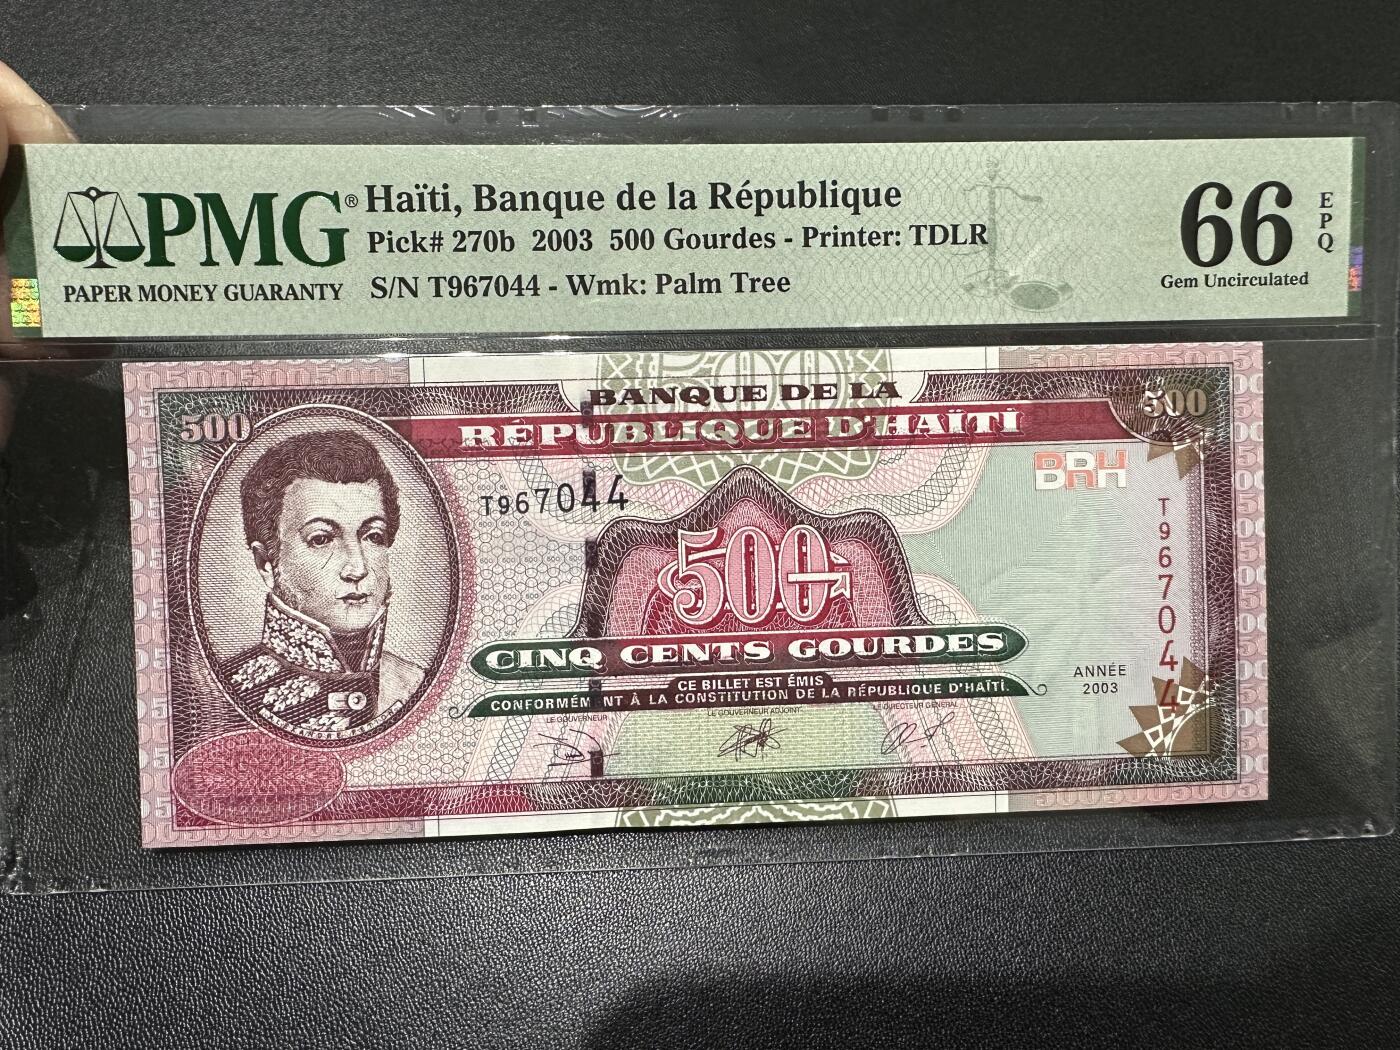 PMG®
PAPER MONEY GUARANTY
Haïti, Banque de la République
Pick# 270b 2003 500 Gourdes - Printer: TDLR
S/N T967044 - Wmk: Palm Tree
66
EPQ
Gem Uncirculated
BANQUE DE LA
RÉPUBLIQUE D'HAÏTI
500
500
BRH
T967044
T967044
500
CINQ CENTS GOURDES
CE BILLET EST ÉMIS
CONFORMÉMENT À LA CONSTITUTION DE LA RÉPUBLIQUE D'HAÏTI.
ANNÉE
2003
LE GOUVERNEUR
LE GOUVERNEUR ADJOINT
LE DIRECTEUR GÉNÉRAL